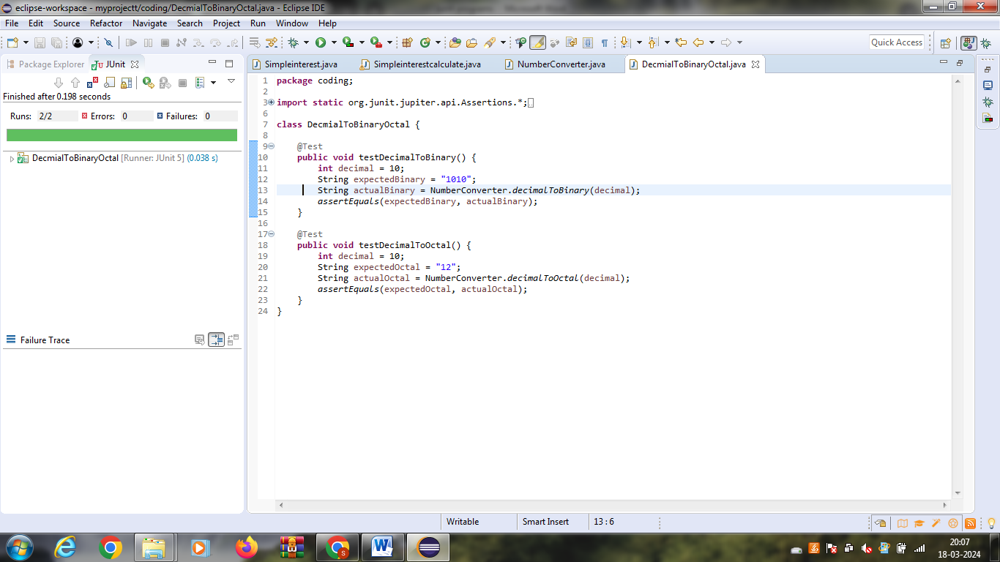 eclipse-workspace - myprojectt/coding/DecmialToBinaryOctal.java - Eclipse IDE
File Edit Source Refactor Navigate Search Project Run Window Help
Quick Access
Package Explorer JUnit
Finished after 0.198 seconds
Runs: 2/2 Errors: 0 Failures: 0
DecmialToBinaryOctal [Runner: JUnit 5] (0.038 s)
Failure Trace
Simpleinterest.java Simpleinterestcalculate.java NumberConverter.java DecmialToBinaryOctal.java
1 package coding;
2
3 import static org.junit.jupiter.api.Assertions.*;
6
7 class DecmialToBinaryOctal {
8
9 @Test
10 public void testDecimalToBinary() {
11 int decimal = 10;
12 String expectedBinary = "1010";
13 String actualBinary = NumberConverter.decimalToBinary(decimal);
14 assertEquals(expectedBinary, actualBinary);
15 }
16
17 @Test
18 public void testDecimalToOctal() {
19 int decimal = 10;
20 String expectedOctal = "12";
21 String actualOctal = NumberConverter.decimalToOctal(decimal);
22 assertEquals(expectedOctal, actualOctal);
23 }
24 }
Writable Smart Insert 13 : 6
20:07
18-03-2024